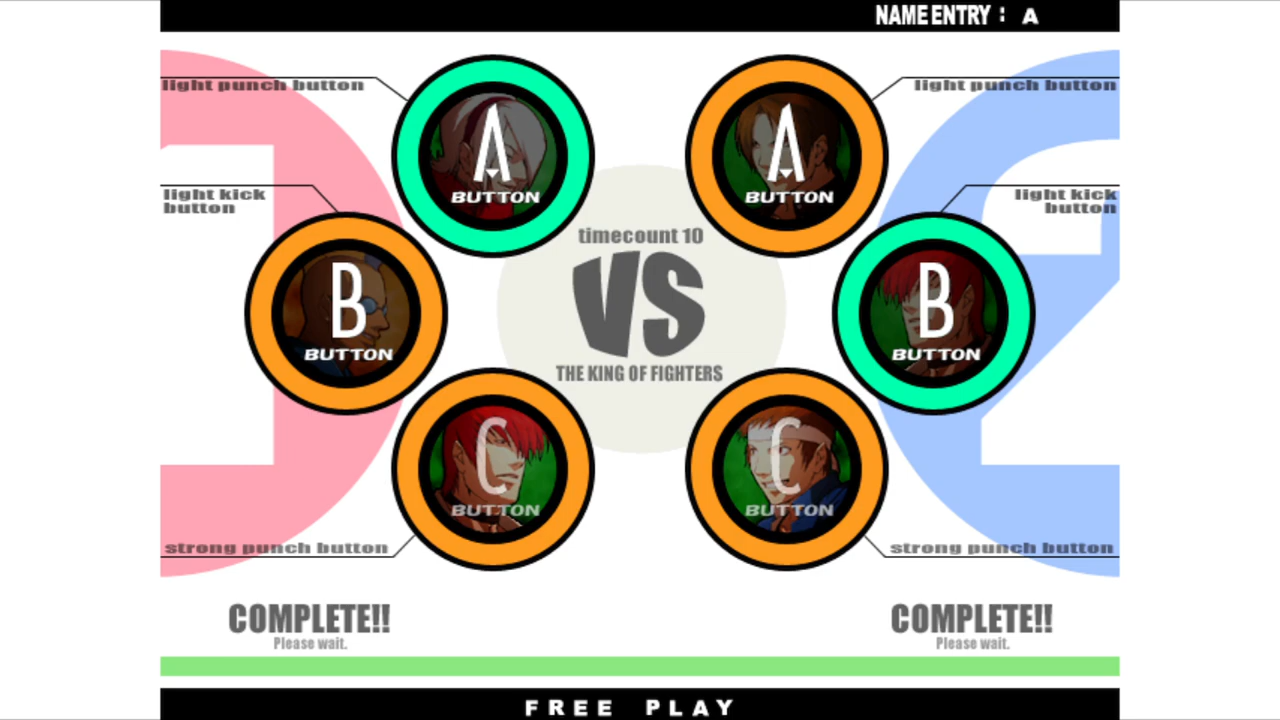 NAME ENTRY : A
light punch button
light punch button
A
BUTTON
A
BUTTON
light kick
button
light kick
button
timecount 10
VS
THE KING OF FIGHTERS
B
BUTTON
B
BUTTON
C
BUTTON
C
BUTTON
strong punch button
strong punch button
COMPLETE!!
Please wait.
COMPLETE!!
Please wait.
FREE PLAY